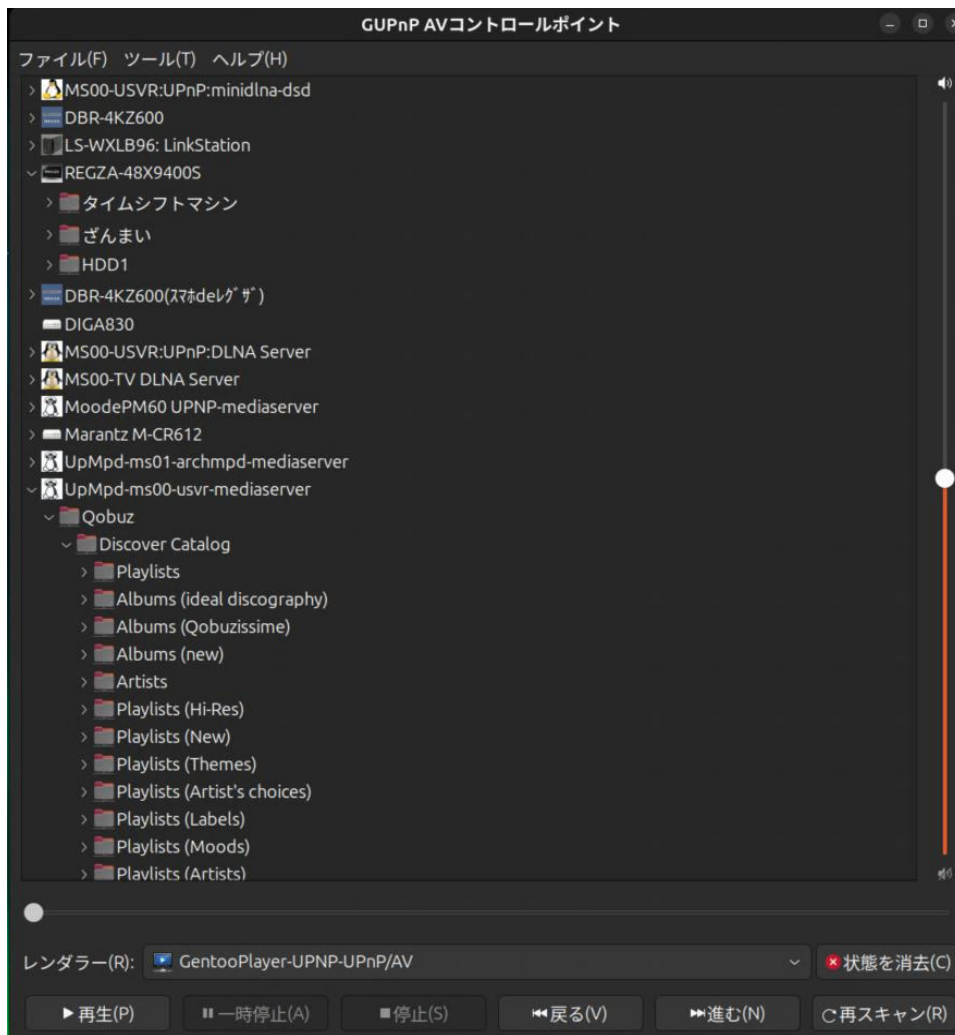 GUPnP AVコントロールポイント
ファイル(F) ツール(T) ヘルプ(H)
MS00-USVR:UPnP:minidlna-dsd
DBR-4KZ600
LS-WXLB96: LinkStation
REGZA-48X9400S
タイムシフトマシン
ざんまい
HDD1
DBR-4KZ600(ｽﾏﾎdeﾚｸﾞｻﾞ)
DIGA830
MS00-USVR:UPnP:DLNA Server
MS00-TV DLNA Server
MoodePM60 UPNP-mediaserver
Marantz M-CR612
UpMpd-ms01-archmpd-mediaserver
UpMpd-ms00-usvr-mediaserver
Qobuz
Discover Catalog
Playlists
Albums (ideal discography)
Albums (Qobuzissime)
Albums (new)
Artists
Playlists (Hi-Res)
Playlists (New)
Playlists (Themes)
Playlists (Artist's choices)
Playlists (Labels)
Playlists (Moods)
Playlists (Artists)
レンダラー(R): GentooPlayer-UPNP-UPnP/AV 状態を消去(C)
再生(P) 一時停止(A) 停止(S) 戻る(V) 進む(N) 再スキャン(R)